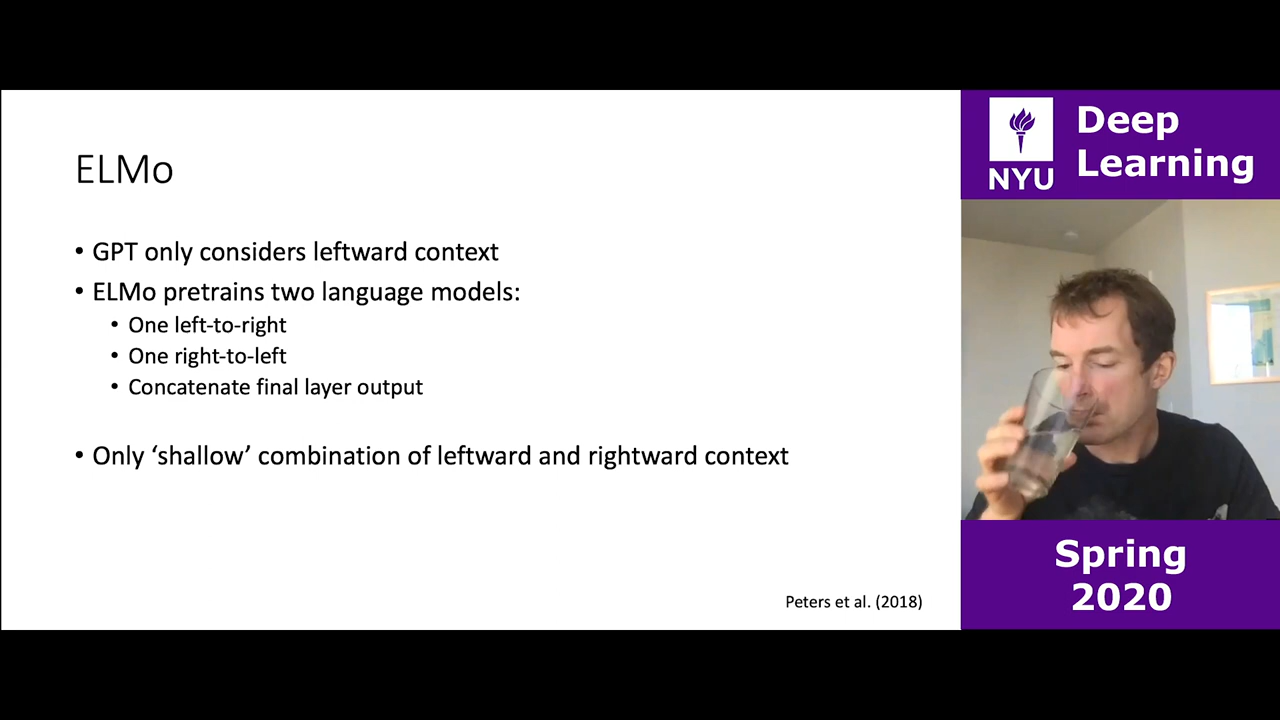 ELMo
• GPT only considers leftward context
• ELMo pretrains two language models:
• One left-to-right
• One right-to-left
• Concatenate final layer output
• Only ‘shallow’ combination of leftward and rightward context
Peters et al. (2018)
NYU
Deep
Learning
Spring
2020